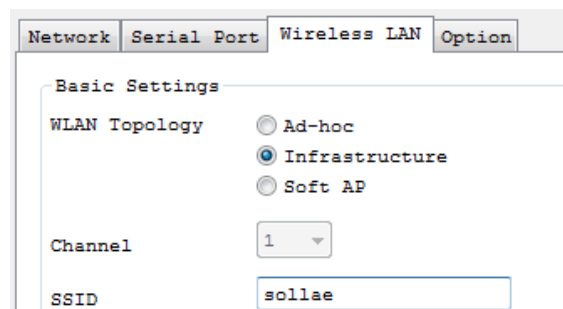 Network Serial Port Wireless LAN Option
Basic Settings
WLAN Topology Ad-hoc
Infrastructure
Soft AP
Channel 1
SSID sollae